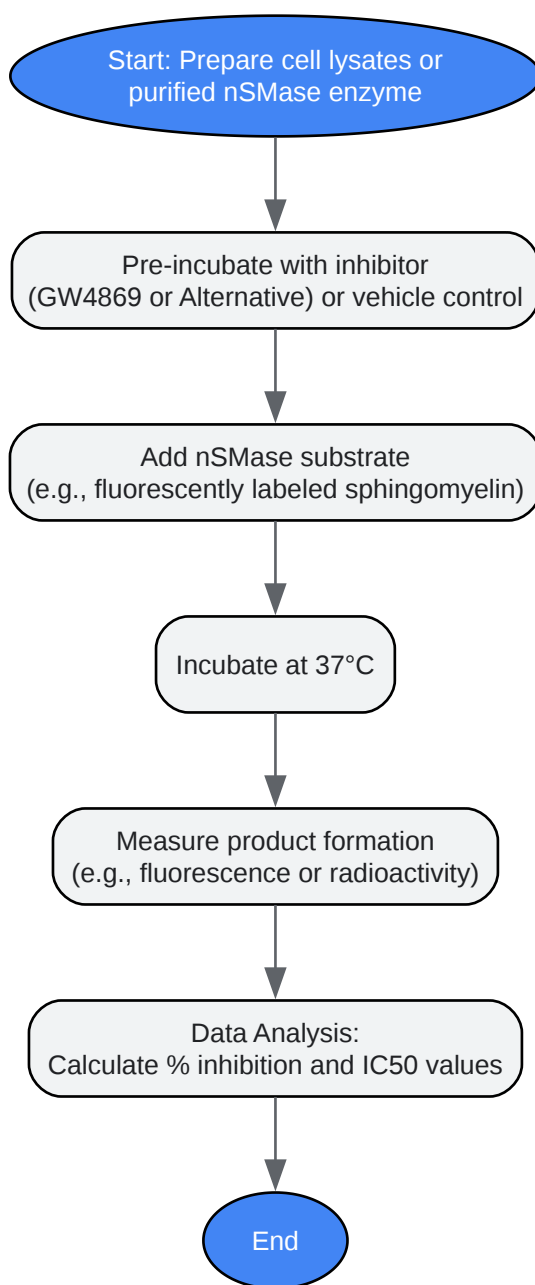 Start: Prepare cell lysates or
purified nSMase enzyme
Pre-incubate with inhibitor
(GW4869 or Alternative) or vehicle control
Add nSMase substrate
(e.g., fluorescently labeled sphingomyelin)
Incubate at 37°C
Measure product formation
(e.g., fluorescence or radioactivity)
Data Analysis:
Calculate % inhibition and IC50 values
End